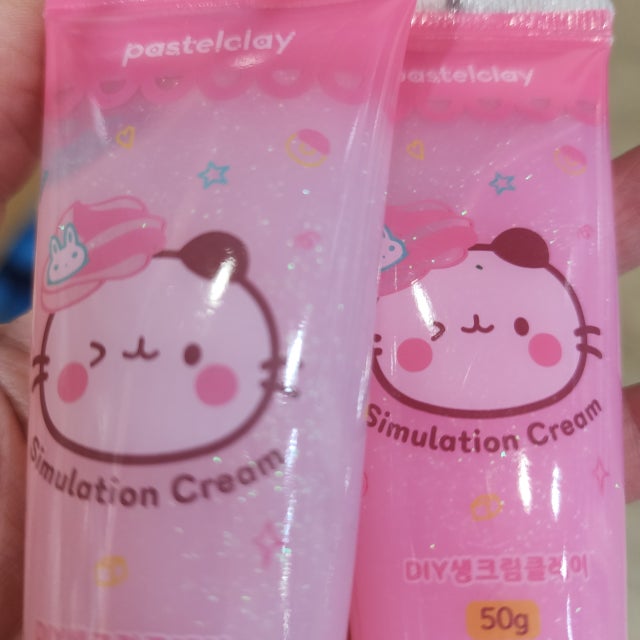 pastelclay
Simulation Cream
pastelclay
Simulation Cream
DIY생크림클레이
50g